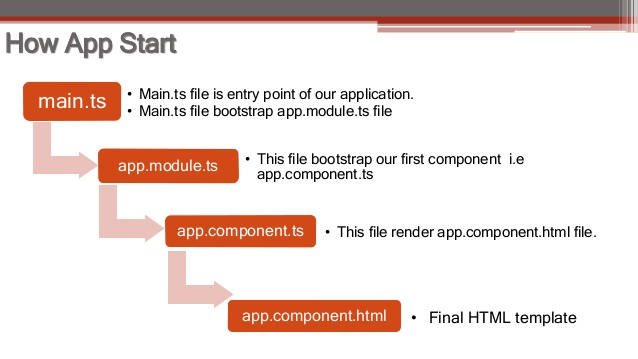 How App Start
main.ts
• Main.ts file is entry point of our application.
• Main.ts file bootstrap app.module.ts file
app.module.ts
• This file bootstrap our first component i.e
app.component.ts
app.component.ts
• This file render app.component.html file.
app.component.html
• Final HTML template